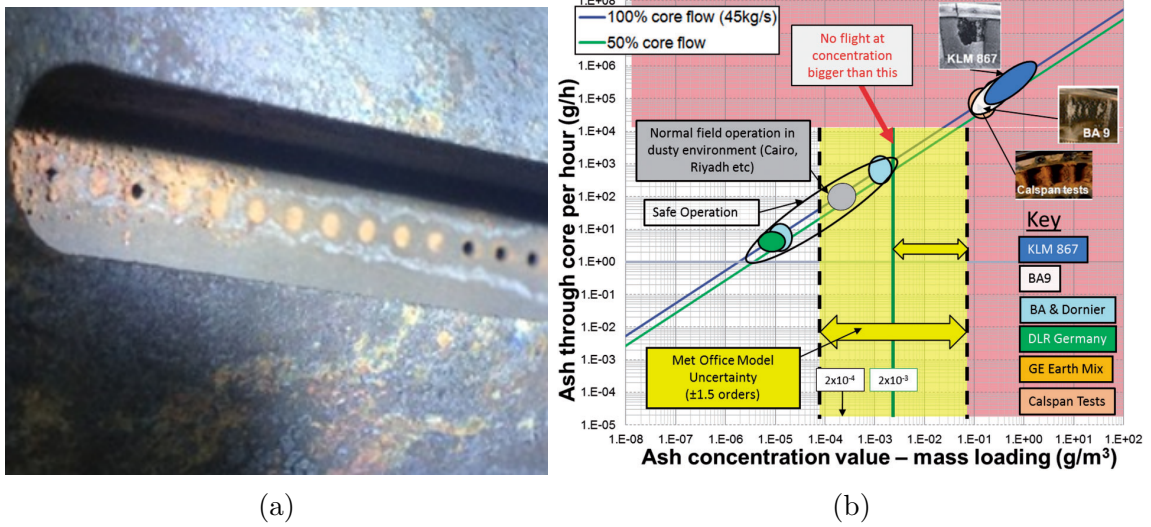 (a)
b
100% core flow (45kg/s)
50% core flow
No flight at
concentration
bigger than this
KLM 867
BA 9
Calspan tests
Normal field operation in
dusty environment (Cairo,
Riyadh etc)
Safe Operation
Met Office Model
Uncertainty
(±1.5 orders)
2x10⁻⁴
2x10⁻³
Key
KLM 867
BA9
BA & Dornier
DLR Germany
GE Earth Mix
Calspan Tests
Ash through core per hour (g/h)
1.E+06
1.E+05
1.E+04
1.E+03
1.E+02
1.E+01
1.E+00
1.E-01
1.E-02
1.E-03
1.E-04
1.E-05
1.E-08
1.E-07
1.E-06
1.E-05
1.E-04
1.E-03
1.E-02
1.E-01
1.E+00
1.E+01
1.E+02
Ash concentration value – mass loading (g/m³)
(b)